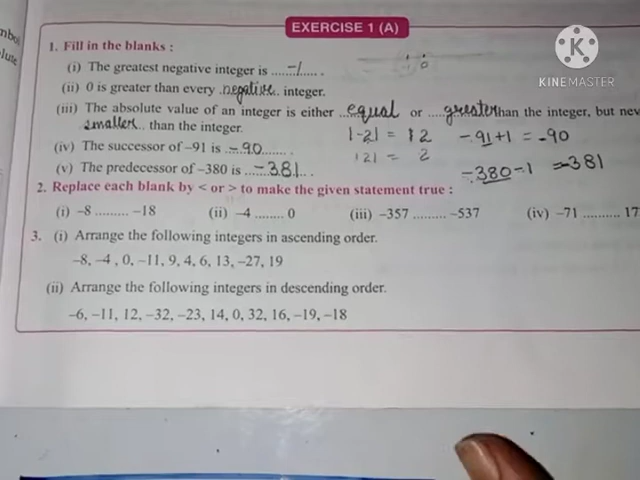 mbol
olute
EXERCISE 1 (A)
KINEMASTER
1. Fill in the blanks :
(i) The greatest negative integer is ....-1.....
(ii) 0 is greater than every .negative. integer.
(iii) The absolute value of an integer is either ..equal or ....greater than the integer, but nev
smaller .. than the integer.
|-2| = 2
-91+1 = -90
|2| = 2
(iv) The successor of –91 is ..-90.......
(v) The predecessor of –380 is ..-381..
-380-1 =-381
2. Replace each blank by < or > to make the given statement true :
(i) –8 ......... –18 (ii) –4 ........ 0 (iii) –357 ......... –537 (iv) –71 .......... 17
3. (i) Arrange the following integers in ascending order.
–8, –4 , 0, –11, 9, 4, 6, 13, –27, 19
(ii) Arrange the following integers in descending order.
–6, –11, 12, –32, –23, 14, 0, 32, 16, –19, –18